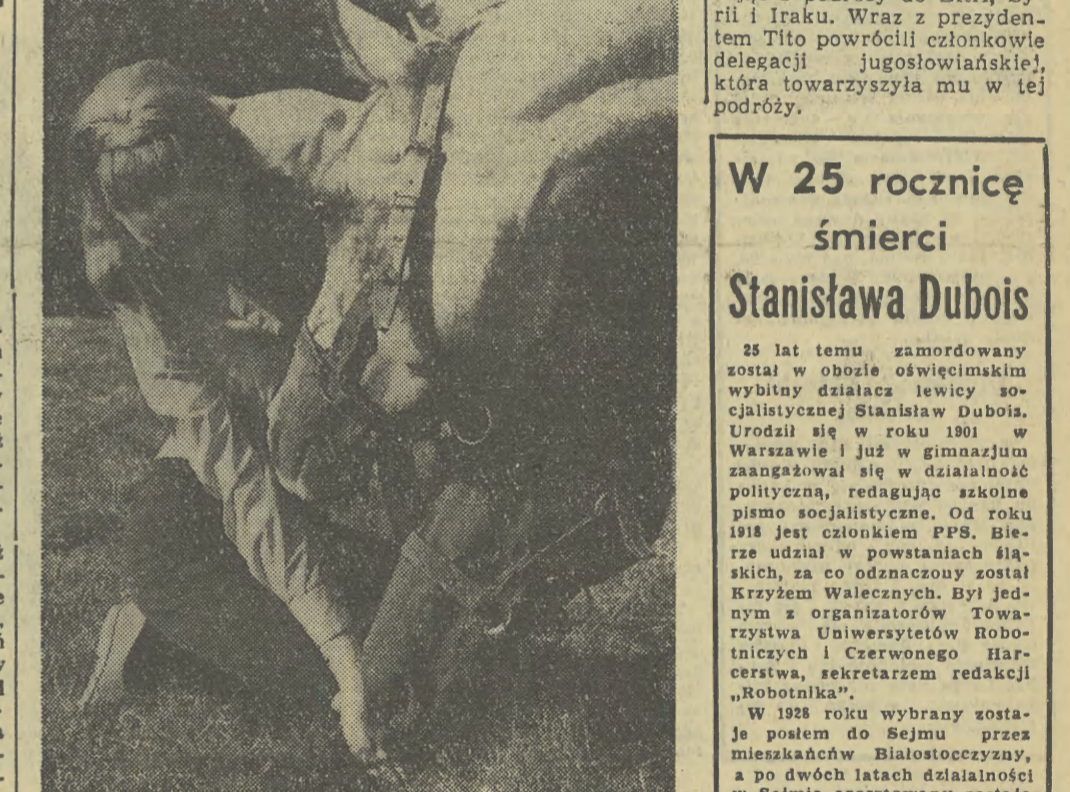 rii i Iraku. Wraz z prezyden-
tem Tito powrócili członkowie
delegacji jugosłowiańskiej,
która towarzyszyła mu w tej
podróży.
W 25 rocznicę
śmierci
Stanisława Dubois
25 lat temu zamordowany
został w obozie oświęcimskim
wybitny działacz lewicy so-
cjalistycznej Stanisław Dubois.
Urodził się w roku 1901 w
Warszawie i już w gimnazjum
zaangażował się w działalność
polityczną, redagując szkolne
pismo socjalistyczne. Od roku
1918 jest członkiem PPS. Bie-
rze udział w powstaniach ślą-
skich, za co odznaczony został
Krzyżem Walecznych. Był jed-
nym z organizatorów Towa-
rzystwa Uniwersytetów Robo-
tniczych i Czerwonego Har-
cerstwa, sekretarzem redakcji
„Robotnika”.
W 1928 roku wybrany zosta-
je posłem do Sejmu przez
mieszkańców Białostocczyzny,
a po dwóch latach działalności